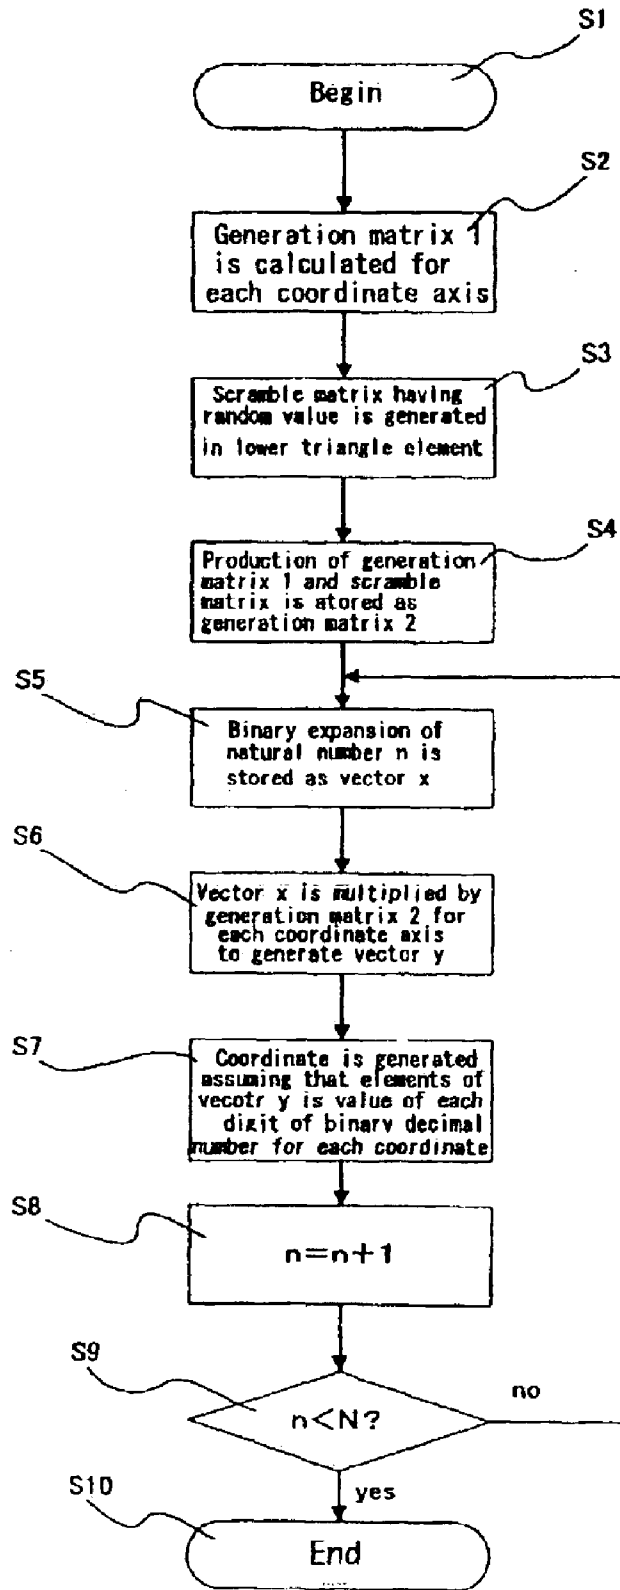 S1
Begin
S2
Generation matrix 1
is calculated for
each coordinate axis
S3
Scramble matrix having
random value is generated
in lower triangle element
S4
Production of generation
matrix 1 and scramble
matrix is stored as
generation matrix 2
S5
Binary expansion of
natural number n is
stored as vector x
S6
Vector x is multiplied by
generation matrix 2 for
each coordinate axis
to generate vector y
S7
Coordinate is generated
assuming that elements of
vecotr y is value of each
digit of binary decimal
number for each coordinate
S8
n=n+1
S9
n<N?
no
yes
S10
End